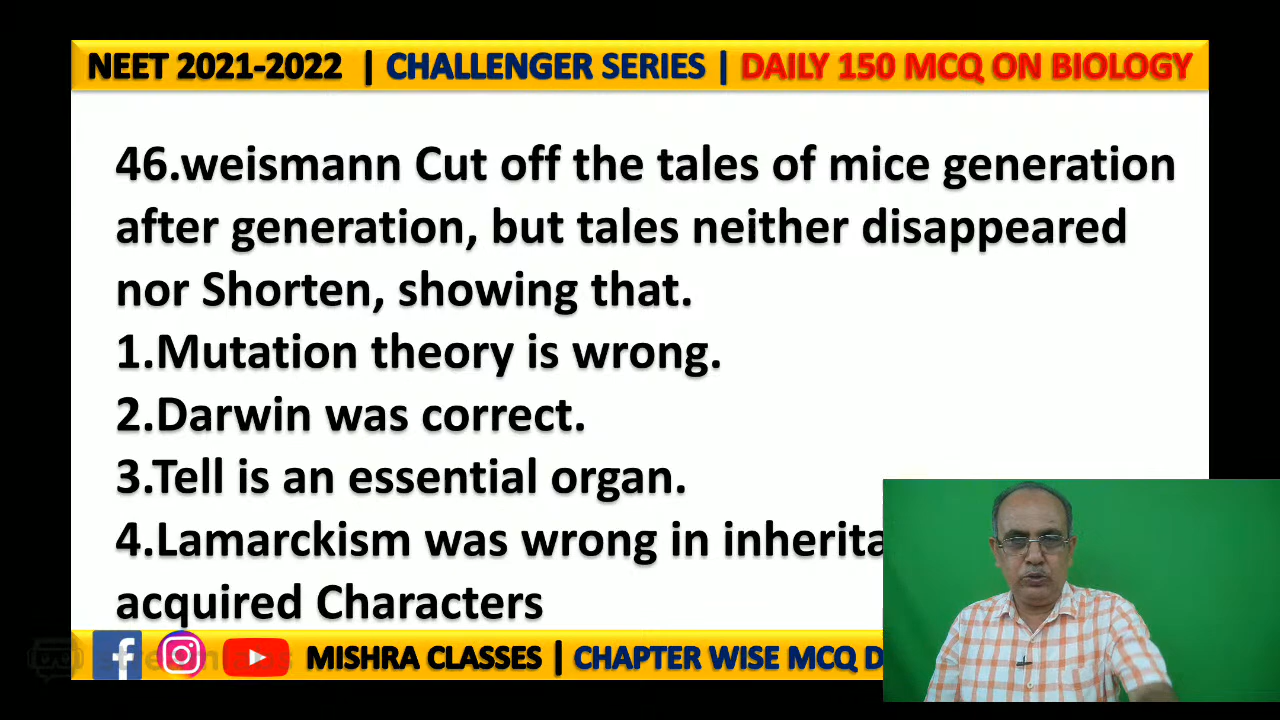 NEET 2021-2022 | CHALLENGER SERIES | DAILY 150 MCQ ON BIOLOGY
46.weismann Cut off the tales of mice generation
after generation, but tales neither disappeared
nor Shorten, showing that.
1.Mutation theory is wrong.
2.Darwin was correct.
3.Tell is an essential organ.
4.Lamarckism was wrong in
acquired Characters
MISHRA CLASSES | CHAPTER WISE MCQ